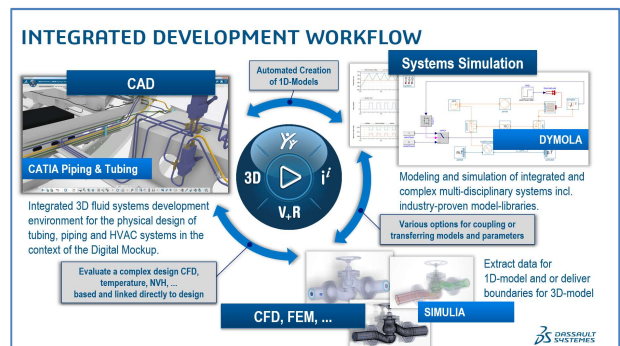 INTEGRATED DEVELOPMENT WORKFLOW
CAD
CATIA Piping & Tubing
Integrated 3D fluid systems development
environment for the physical design of
tubing, piping and HVAC systems in the
context of the Digital Mockup.
Automated Creation
of 1D-Models
Systems Simulation
DYMOLA
Modeling and simulation of integrated and
complex multi-disciplinary systems incl.
industry-proven model-libraries.
3D
V+R
Various options for coupling or
transferring models and parameters
Evaluate a complex design CFD,
temperature, NVH, ...
based and linked directly to design
CFD, FEM, ...
SIMULIA
Extract data for
1D-model and or deliver
boundaries for 3D-model
DASSAULT
SYSTEMES